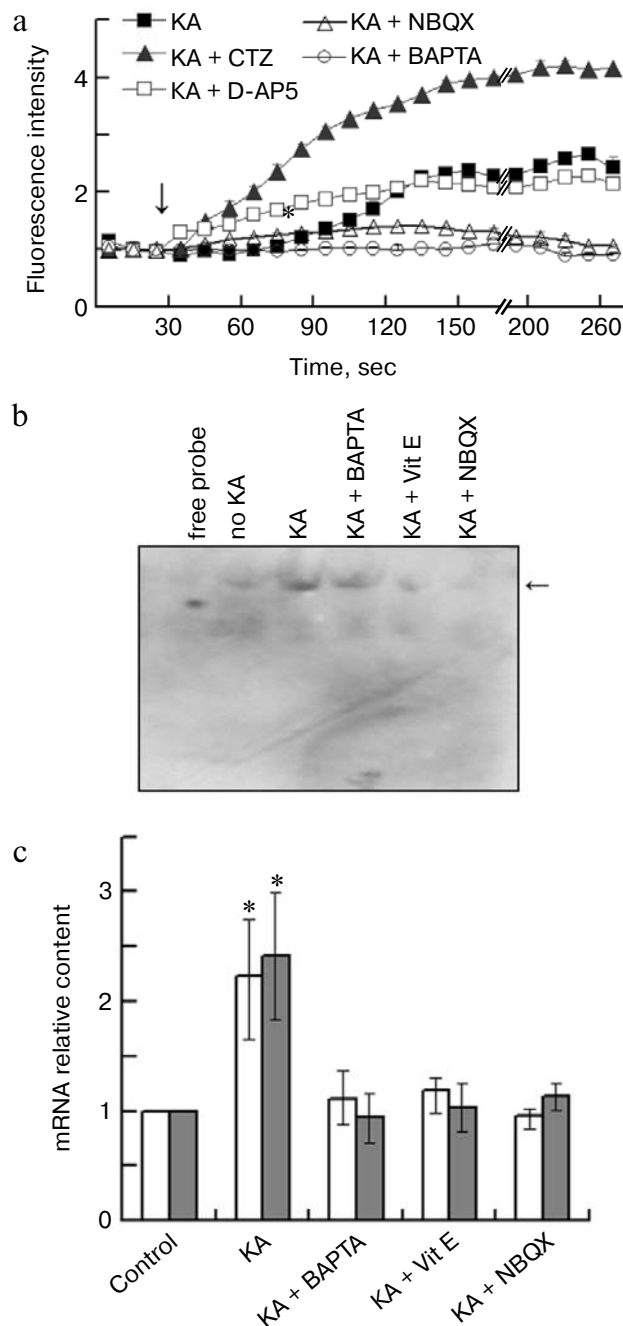 a
KA
KA + CTZ
KA + D-AP5
KA + NBQX
KA + BAPTA
Fluorescence intensity
4
2
0
*
30 60 90 120 150 200 260
Time, sec
b
free probe
no KA
KA
KA + BAPTA
KA + Vit E
KA + NBQX
←
c
mRNA relative content
3
2
1
0
* *
Control
KA
KA + BAPTA
KA + Vit E
KA + NBQX